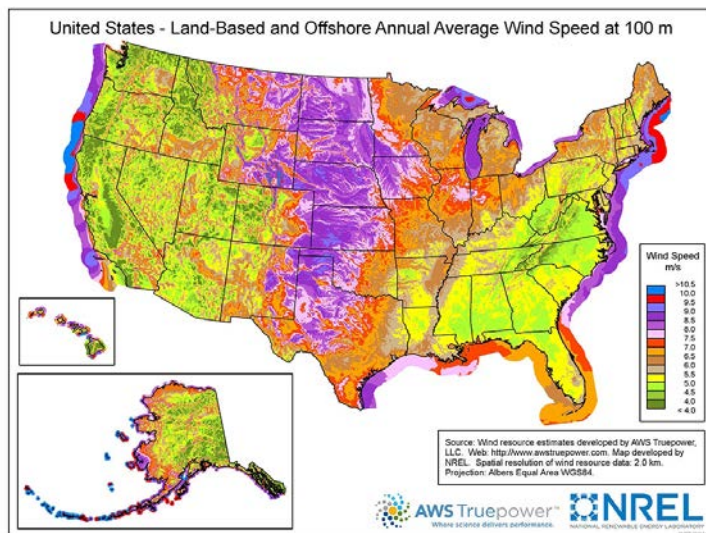 United States - Land-Based and Offshore Annual Average Wind Speed at 100 m
Wind Speed
m/s
>10.5
10.0
9.5
9.0
8.5
8.0
7.5
7.0
6.5
6.0
5.5
5.0
4.5
4.0
< 4.0
Source: Wind resource estimates developed by AWS Truepower,
LLC. Web: http://www.awstruepower.com. Map developed by
NREL. Spatial resolution of wind resource data: 2.0 km.
Projection: Albers Equal Area WGS84.
AWS Truepower™
Where science delivers performance.
NREL
NATIONAL RENEWABLE ENERGY LABORATORY